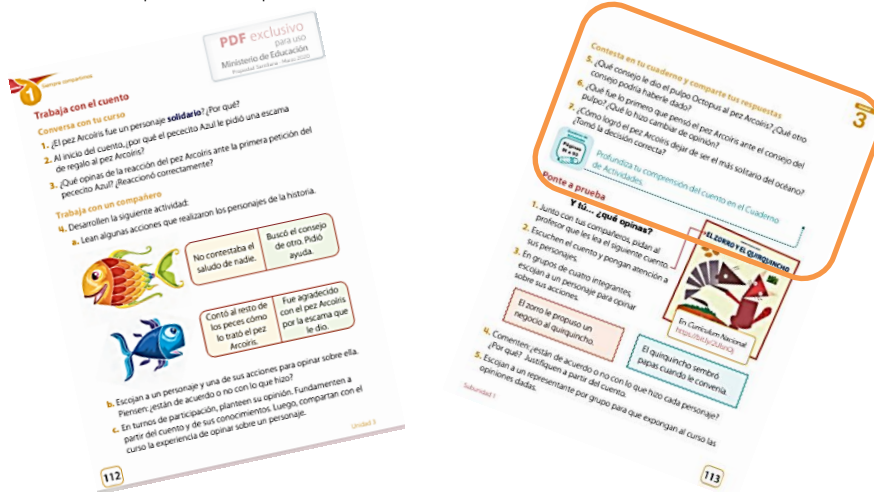 PDF exclusivo
para uso
Ministerio de Educación
Propiedad Santillana - Marzo 2020
1
Siempre compartimos
Trabaja con el cuento
Conversa con tu curso
1. ¿El pez Arcoíris fue un personaje solidario? ¿Por qué?
2. Al inicio del cuento, ¿por qué el pececito Azul le pidió una escama
de regalo al pez Arcoíris?
3. ¿Qué opinas de la reacción del pez Arcoíris ante la primera petición del
pececito Azul? ¿Reaccionó correctamente?
Trabaja con un compañero
4. Desarrollen la siguiente actividad:
a. Lean algunas acciones que realizaron los personajes de la historia.
No contestaba el
saludo de nadie.
Buscó el consejo
de otro. Pidió
ayuda.
Contó al resto de
los peces cómo
lo trató el pez
Arcoíris.
Fue agradecido
con el pez Arcoíris
por la escama que
le dio.
b. Escojan a un personaje y una de sus acciones para opinar sobre ella.
Piensen: ¿están de acuerdo o no con lo que hizo?
c. En turnos de participación, planteen su opinión. Fundamenten a
partir del cuento y de sus conocimientos. Luego, compartan con el
curso la experiencia de opinar sobre un personaje.
Unidad 3
112
Contesta en tu cuaderno y comparte tus respuestas
5. ¿Qué consejo le dio el pulpo Octopus al pez Arcoíris? ¿Qué otro
consejo podría haberle dado?
6. ¿Qué fue lo primero que pensó el pez Arcoíris ante el consejo del
pulpo? ¿Qué lo hizo cambiar de opinión?
7. ¿Cómo logró el pez Arcoíris dejar de ser el más solitario del océano?
¿Tomó la decisión correcta?
3
Páginas
Profundiza tu comprensión del cuento en el Cuaderno
de Actividades.
Ponte a prueba
Y tú... ¿qué opinas?
1. Junto con tus compañeros, pidan al
profesor que les lea el siguiente cuento.
2. Escuchen el cuento y pongan atención a
sus personajes.
3. En grupos de cuatro integrantes,
escojan a un personaje para opinar
sobre sus acciones.
EL ZORRO Y EL QUIRQUINCHO
En Curriculum Nacional
El zorro le propuso un
negocio al quirquincho.
El quirquincho sembró
papas cuando le convenía.
4. Comenten: ¿están de acuerdo o no con lo que hizo cada personaje?
¿Por qué? Justifiquen a partir del cuento.
5. Escojan a un representante por grupo para que expongan al curso las
opiniones dadas.
Subunidad 1
113